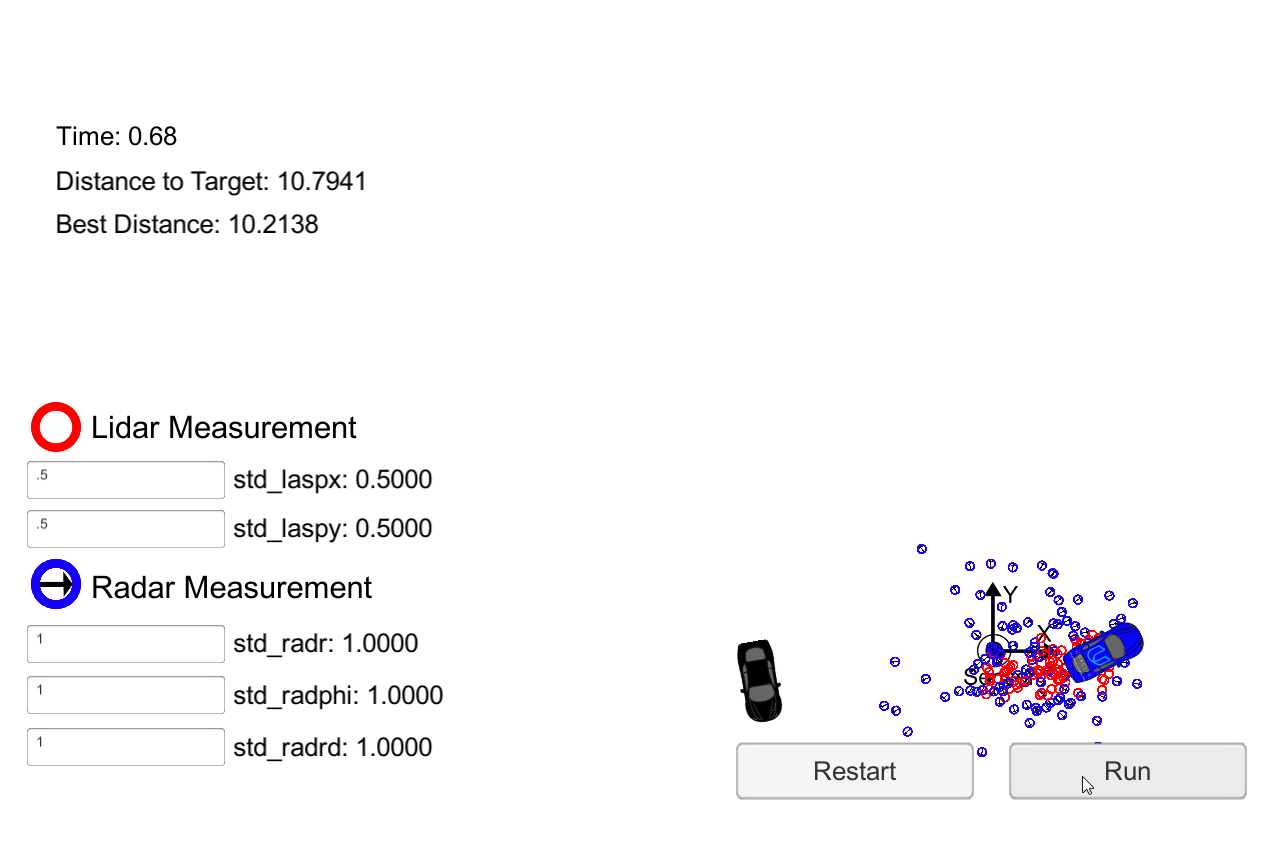 Time: 0.68
Distance to Target: 10.7941
Best Distance: 10.2138
Lidar Measurement
.5
std_laspx: 0.5000
.5
std_laspy: 0.5000
Radar Measurement
1
std_radr: 1.0000
1
std_radphi: 1.0000
1
std_radrd: 1.0000
Y
X
Restart
Run